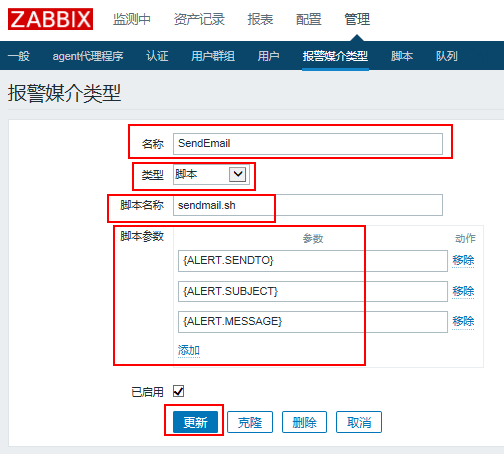 ZABBIX 监测中 资产记录 报表 配置 管理
一般 agent代理程序 认证 用户群组 用户 报警媒介类型 脚本 队列
报警媒介类型
名称 SendEmail
类型 脚本
脚本名称 sendmail.sh
脚本参数 参数 动作
{ALERT.SENDTO} 移除
{ALERT.SUBJECT} 移除
{ALERT.MESSAGE} 移除
添加
已启用
更新 克隆 删除 取消